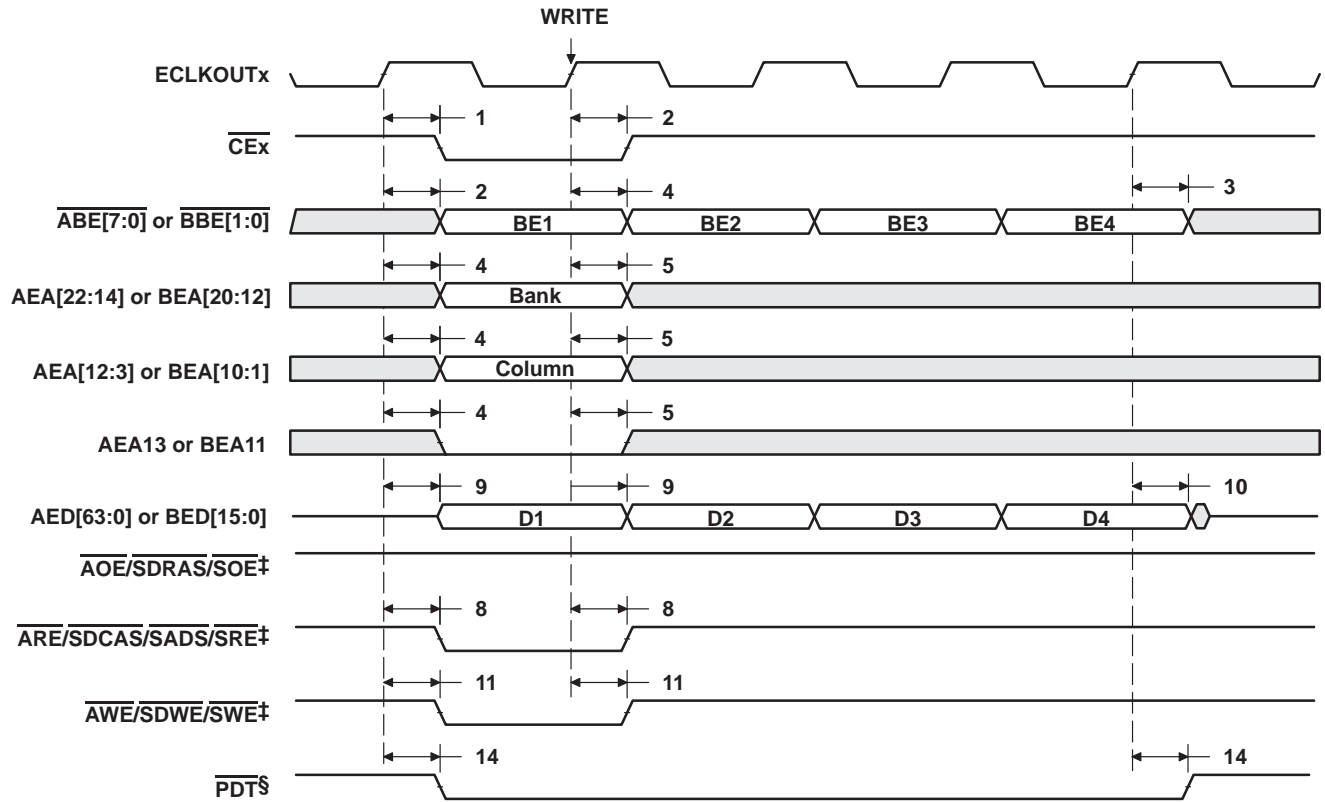 WRITE
ECLKOUTx
1 2
CEx
2 4 3
ABE[7:0] or BBE[1:0] BE1 BE2 BE3 BE4
4 5
AEA[22:14] or BEA[20:12] Bank
4 5
AEA[12:3] or BEA[10:1] Column
4 5
AEA13 or BEA11
9 9 10
AED[63:0] or BED[15:0] D1 D2 D3 D4
AOE/SDRAS/SOE‡
8 8
ARE/SDCAS/SADS/SRE‡
11 11
AWE/SDWE/SWE‡
14 14
PDT§